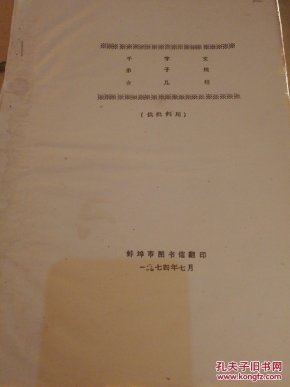 千字文
弟子规
女儿经
(供批判用)
蚌埠市图书馆翻印
一九七四年七月
孔夫子旧书网